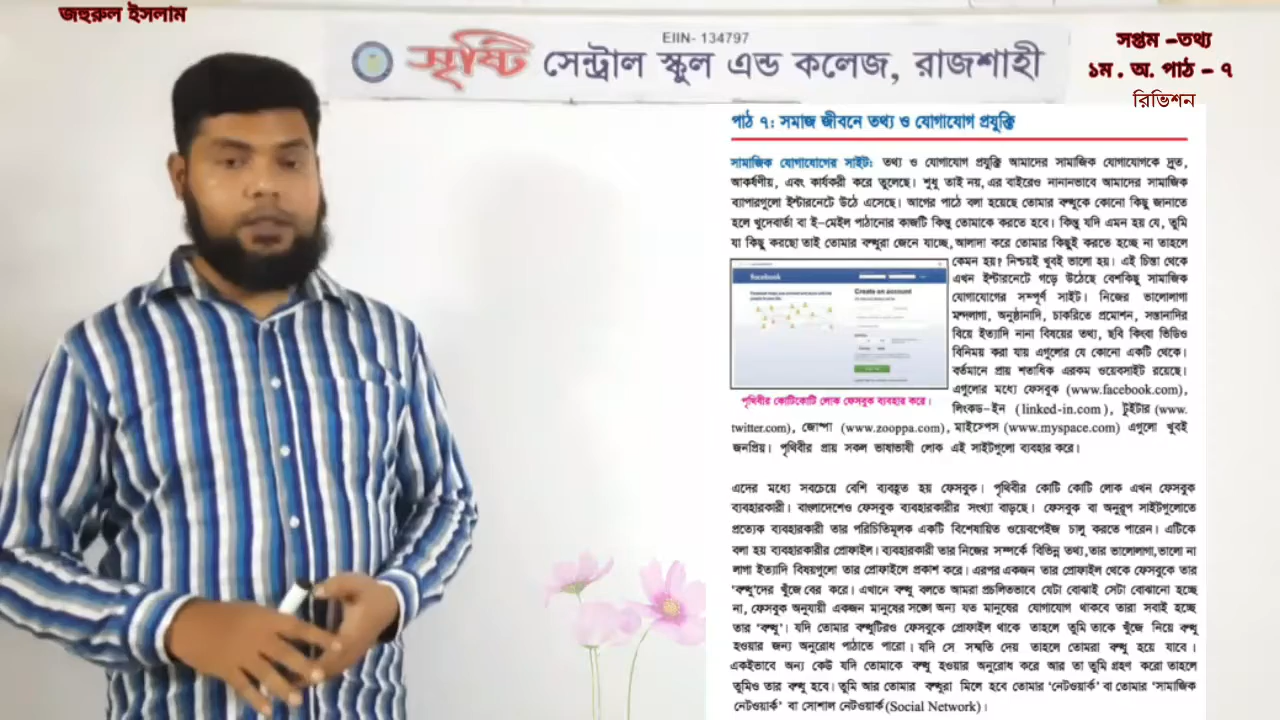 জহুরুল ইসলাম
EIIN- 134797
সৃষ্টি সেন্ট্রাল স্কুল এন্ড কলেজ, রাজশাহী
সপ্তম –তথ্য
১ম . অ. পাঠ – ৭
রিভিশন
পাঠ ৭: সমাজ জীবনে তথ্য ও যোগাযোগ প্রযুক্তি
সামাজিক যোগাযোগের সাইট: তথ্য ও যোগাযোগ প্রযুক্তি আমাদের সামাজিক যোগাযোগকে দ্রুত,
আকর্ষণীয়, এবং কার্যকরী করে তুলেছে। শুধু তাই নয়, এর বাইরেও নানানভাবে আমাদের সামাজিক
ব্যাপারগুলো ইন্টারনেটে উঠে এসেছে। আগের পাঠে বলা হয়েছে তোমার বন্ধুকে কোনো কিছু জানাতে
হলে খুদেবার্তা বা ই–মেইল পাঠানোর কাজটি কিন্তু তোমাকে করতে হবে। কিন্তু যদি এমন হয় যে, তুমি
যা কিছু করছো তাই তোমার বন্ধুরা জেনে যাচ্ছে, আলাদা করে তোমার কিছুই করতে হচ্ছে না তাহলে
কেমন হয়? নিশ্চয়ই খুবই ভালো হয়। এই চিন্তা থেকে
এখন ইন্টারনেটে গড়ে উঠেছে বেশকিছু সামাজিক
যোগাযোগের সম্পূর্ণ সাইট। নিজের ভালোলাগা
মন্দলাগা, অনুষ্ঠানাদি, চাকরিতে প্রমোশন, সন্তানাদির
বিয়ে ইত্যাদি নানা বিষয়ের তথ্য, ছবি কিংবা ভিডিও
বিনিময় করা যায় এগুলোর যে কোনো একটি থেকে।
বর্তমানে প্রায় শতাধিক এরকম ওয়েবসাইট রয়েছে।
এগুলোর মধ্যে ফেসবুক (www.facebook.com),
লিংকড–ইন (linked-in.com), টুইটার (www.
twitter.com), জোপ্পা (www.zooppa.com), মাইস্পেস (www.myspace.com) এগুলো খুবই
জনপ্রিয়। পৃথিবীর প্রায় সকল ভাষাভাষী লোক এই সাইটগুলো ব্যবহার করে।
facebook
Create an account
পৃথিবীর কোটিকোটি লোক ফেসবুক ব্যবহার করে।
এদের মধ্যে সবচেয়ে বেশি ব্যবহৃত হয় ফেসবুক। পৃথিবীর কোটি কোটি লোক এখন ফেসবুক
ব্যবহারকারী। বাংলাদেশেও ফেসবুক ব্যবহারকারীর সংখ্যা বাড়ছে। ফেসবুক বা অনুরূপ সাইটগুলোতে
প্রত্যেক ব্যবহারকারী তার পরিচিতিমূলক একটি বিশেষায়িত ওয়েবপেইজ চালু করতে পারেন। এটিকে
বলা হয় ব্যবহারকারীর প্রোফাইল। ব্যবহারকারী তার নিজের সম্পর্কে বিভিন্ন তথ্য, তার ভালোলাগা, ভালো না
লাগা ইত্যাদি বিষয়গুলো তার প্রোফাইলে প্রকাশ করে। এরপর একজন তার প্রোফাইল থেকে ফেসবুকে তার
‘বন্ধু’দের খুঁজে বের করে। এখানে বন্ধু বলতে আমরা প্রচলিতভাবে যেটা বোঝাই সেটা বোঝানো হচ্ছে
না, ফেসবুক অনুযায়ী একজন মানুষের সঙ্গে অন্য যত মানুষের যোগাযোগ থাকবে তারা সবাই হচ্ছে
তার ‘বন্ধু’। যদি তোমার বন্ধুটিরও ফেসবুকে প্রোফাইল থাকে তাহলে তুমি তাকে খুঁজে নিয়ে বন্ধু
হওয়ার জন্য অনুরোধ পাঠাতে পারো। যদি সে সম্মতি দেয় তাহলে তোমরা বন্ধু হয়ে যাবে।
একইভাবে অন্য কেউ যদি তোমাকে বন্ধু হওয়ার অনুরোধ করে আর তা তুমি গ্রহণ করো তাহলে
তুমিও তার বন্ধু হবে। তুমি আর তোমার বন্ধুরা মিলে হবে তোমার ‘নেটওয়ার্ক’ বা তোমার ‘সামাজিক
নেটওয়ার্ক’ বা সোশাল নেটওয়ার্ক (Social Network)।